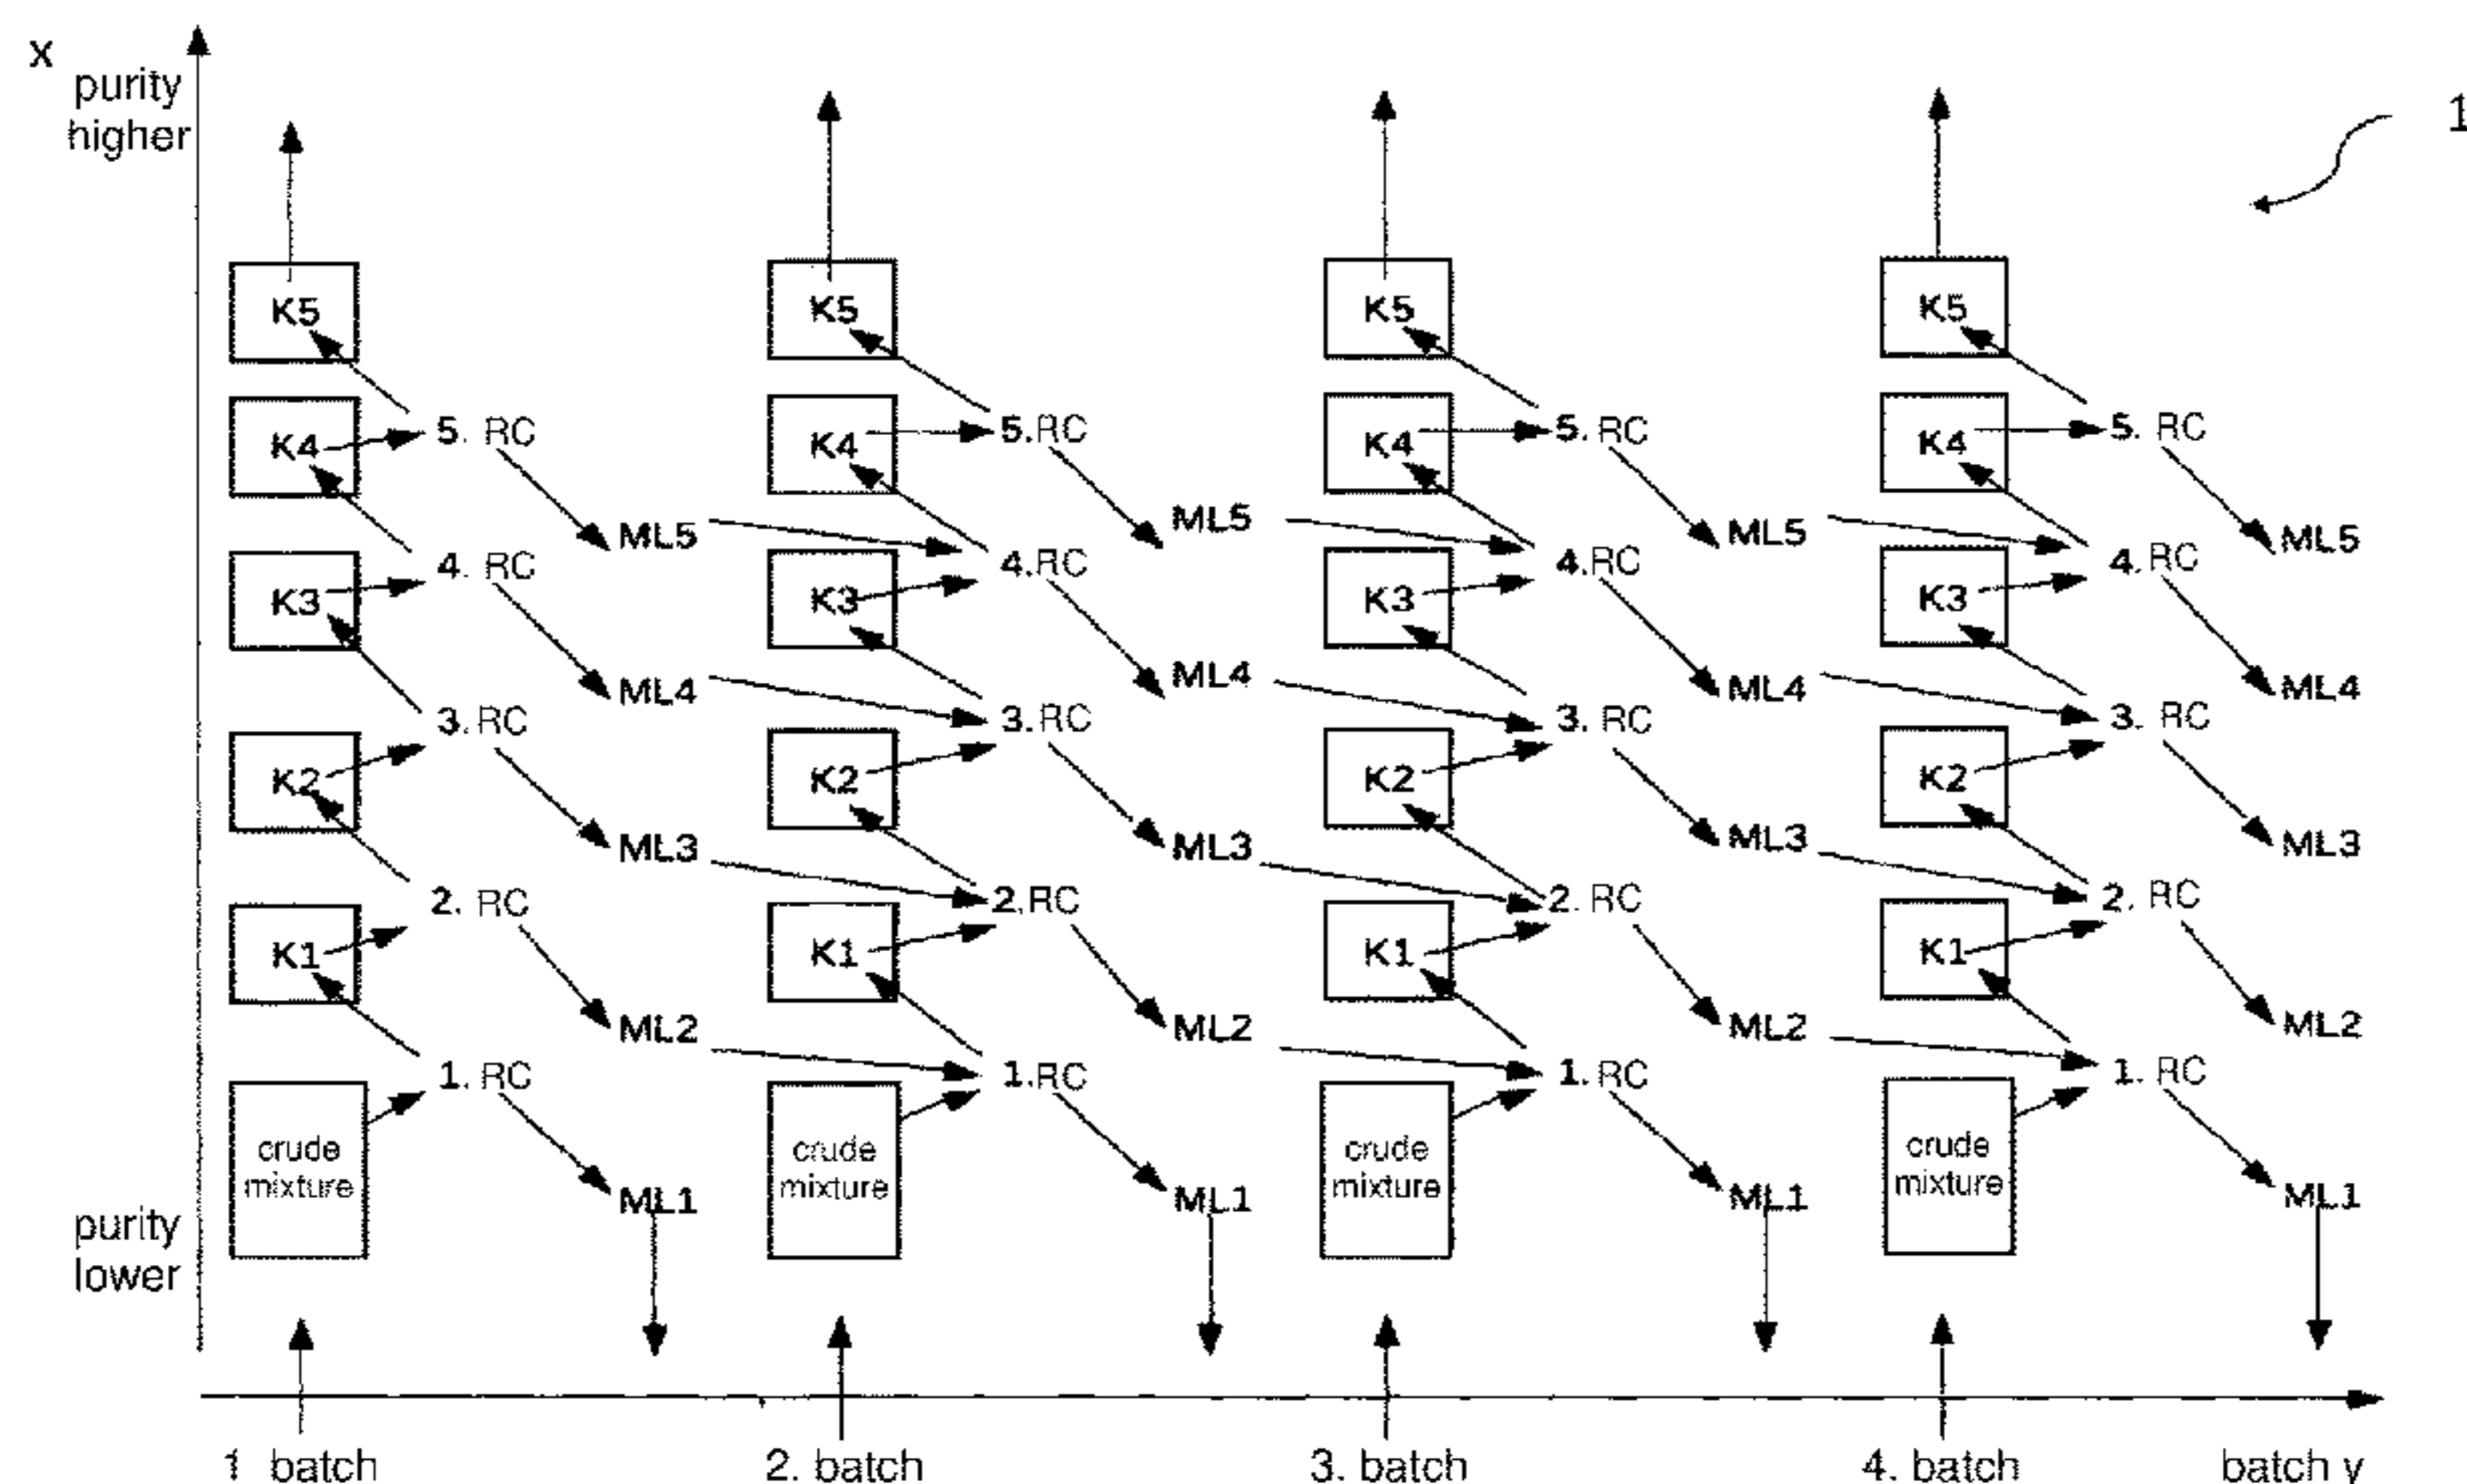 x
purity
higher
1
K5 K5 K5 K5
5. RC 5.RC 5. RC 5. RC
K4 K4 K4 K4
ML5 ML5 ML5 ML5
4. RC 4.RC 4.RC 4. RC
K3 K3 K3 K3
ML4 ML4 ML4 ML4
3. RC 3.RC 3. RC 3. RC
K2 K2 K2 K2
ML3 ML3 ML3 ML3
2. RC 2.RC 2. RC 2. RC
K1 K1 K1 K1
ML2 ML2 ML2 ML2
1. RC 1.RC 1. RC 1. RC
crude crude crude crude
mixture mixture mixture mixture
ML1 ML1 ML1 ML1
purity
lower
1 batch 2. batch 3. batch 4. batch batch y